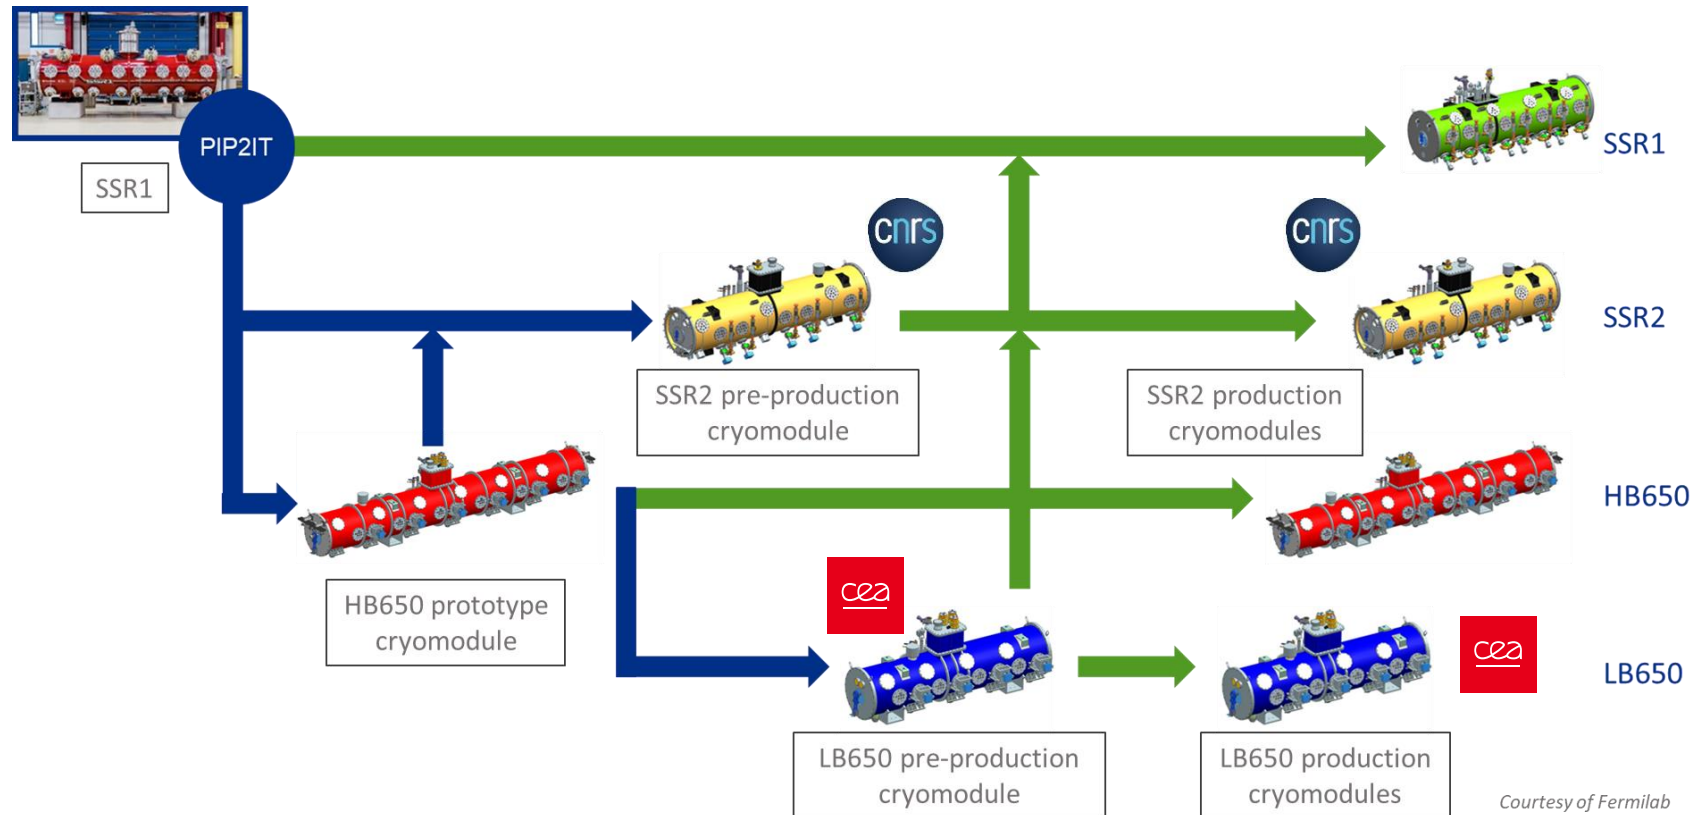 PIP2IT
SSR1
SSR1
cnrs
cnrs
SSR2
SSR2 pre-production
cryomodule
SSR2 production
cryomodules
HB650
HB650 prototype
cryomodule
cea
cea
LB650
LB650 pre-production
cryomodule
LB650 production
cryomodules
Courtesy of Fermilab